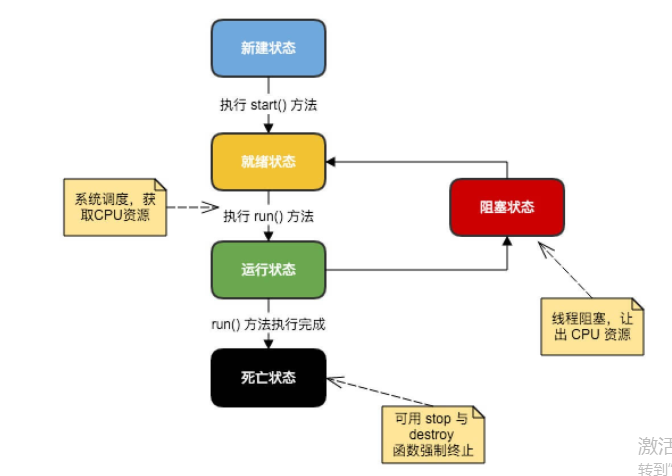 新建状态
执行 start() 方法
就绪状态
系统调度，获
取CPU资源
执行 run() 方法
阻塞状态
运行状态
线程阻塞，让
出 CPU 资源
run() 方法执行完成
死亡状态
可用 stop 与
destroy
函数强制终止
激活
转到